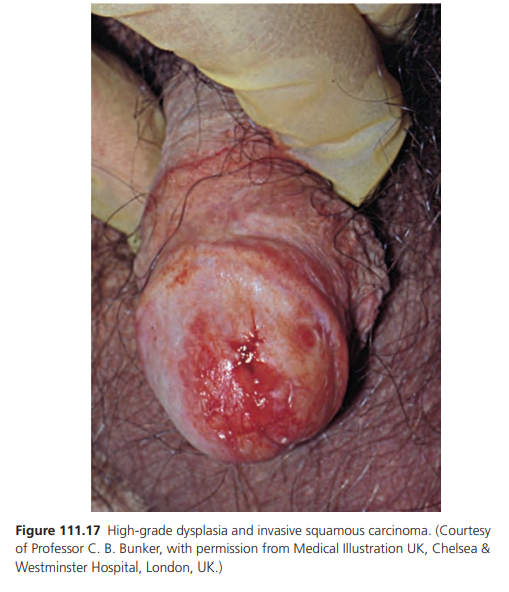 Figure 111.17 High-grade dysplasia and invasive squamous carcinoma. (Courtesy
of Professor C. B. Bunker, with permission from Medical Illustration UK, Chelsea &
Westminster Hospital, London, UK.)